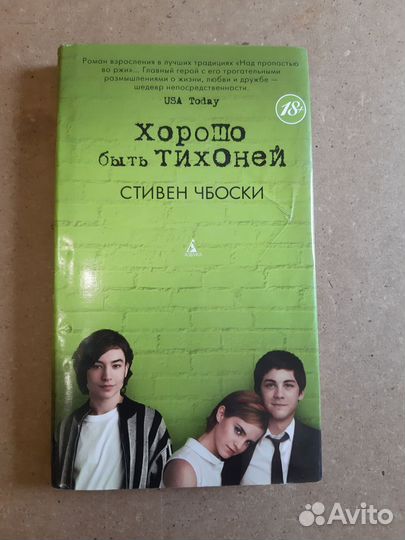 Роман взросления в лучших традициях «Над пропастью
во ржи»... Главный герой с его трогательными
размышлениями о жизни, любви и дружбе —
шедевр непосредственности.
USA Today
18+
хорошо
быть тихоней
СТИВЕН ЧБОСКИ
АЗБУКА
Avito